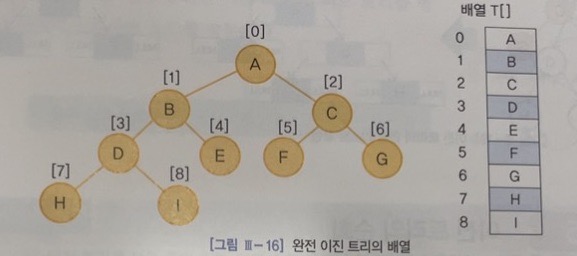 배열 T[]
[0]
A
[1]
B
[2]
C
[3]
D
[4]
E
[5]
F
[6]
G
[7]
H
[8]
I
0 A
1 B
2 C
3 D
4 E
5 F
6 G
7 H
8 I
[그림 Ⅲ-16] 완전 이진 트리의 배열